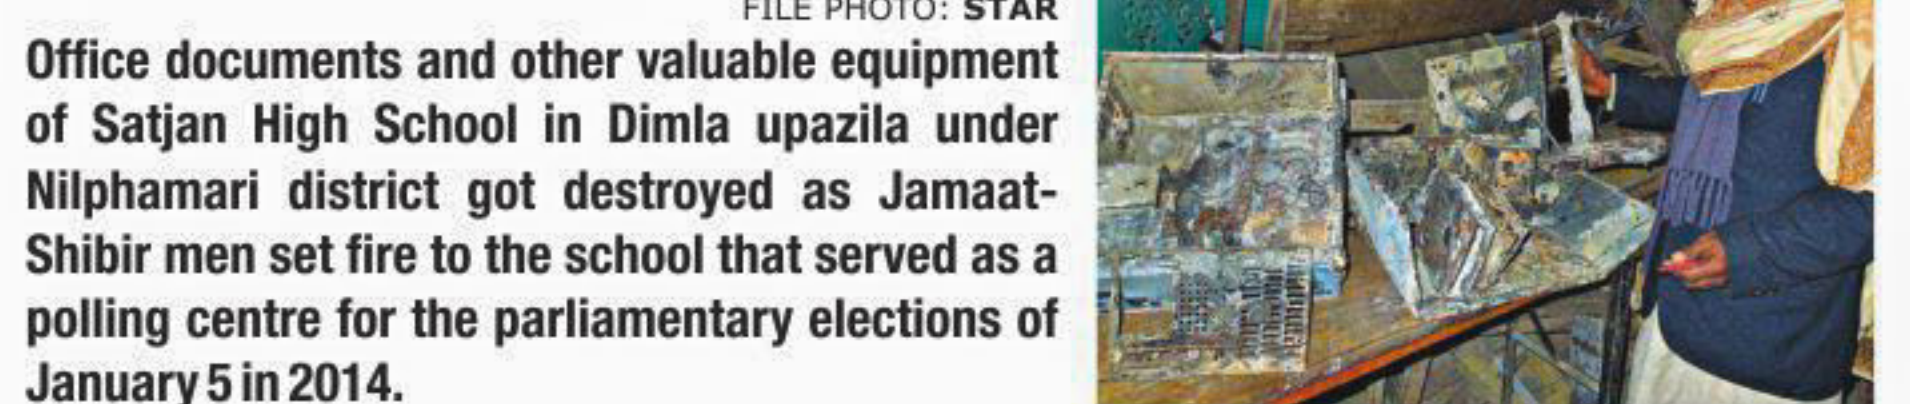 FILE PHOTO: STAR
Office documents and other valuable equipment
of Satjan High School in Dimla upazila under
Nilphamari district got destroyed as Jamaat-
Shibir men set fire to the school that served as a
polling centre for the parliamentary elections of
January 5 in 2014.